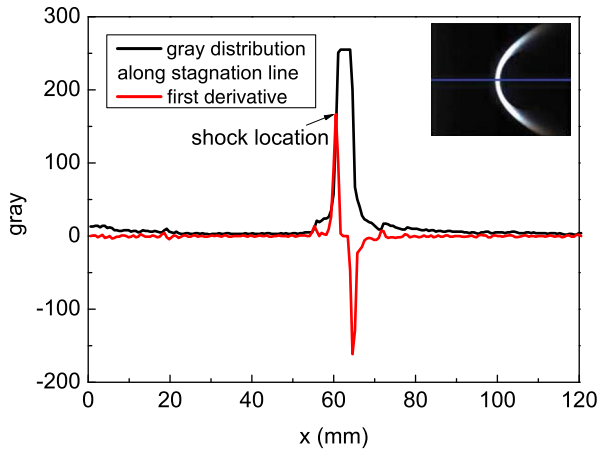 300
200
100
0
-100
-200
gray
gray distribution
along stagnation line
first derivative
shock location
0 20 40 60 80 100 120
x (mm)